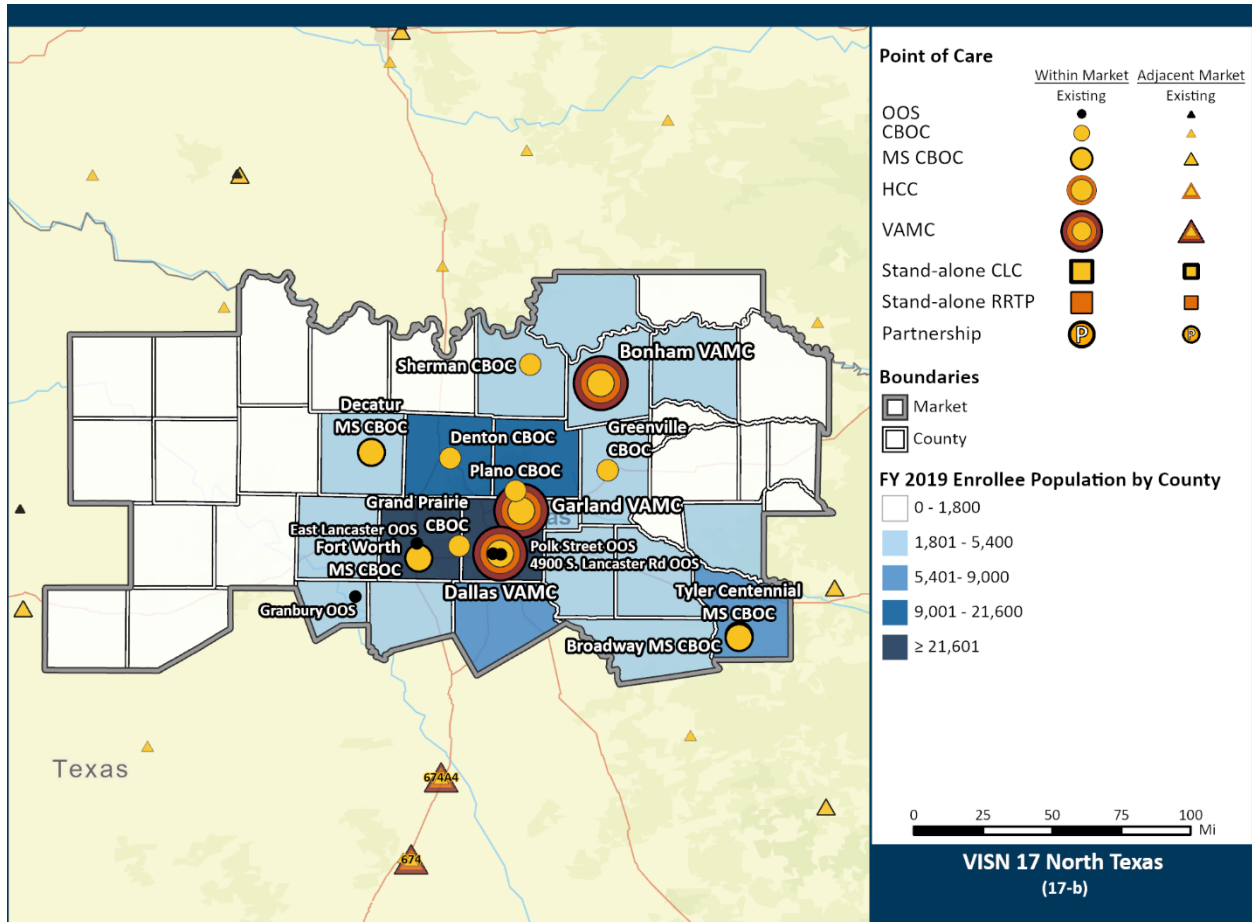 Sherman CBOC
Bonham VAMC
Decatur
MS CBOC
Denton CBOC
Greenville
CBOC
Plano CBOC
Grand Prairie
CBOC
Garland VAMC
East Lancaster OOS
Fort Worth
MS CBOC
Polk Street OOS
4900 S. Lancaster Rd OOS
Dallas VAMC
Tyler Centennial
MS CBOC
Granbury OOS
Broadway MS CBOC
Texas
674A4
674
Point of Care
Within Market Adjacent Market
Existing Existing
OOS
CBOC
MS CBOC
HCC
VAMC
Stand-alone CLC
Stand-alone RRTP
Partnership P P
Boundaries
Market
County
FY 2019 Enrollee Population by County
0 - 1,800
1,801 - 5,400
5,401- 9,000
9,001 - 21,600
≥ 21,601
0 25 50 75 100
Mi
VISN 17 North Texas
(17-b)